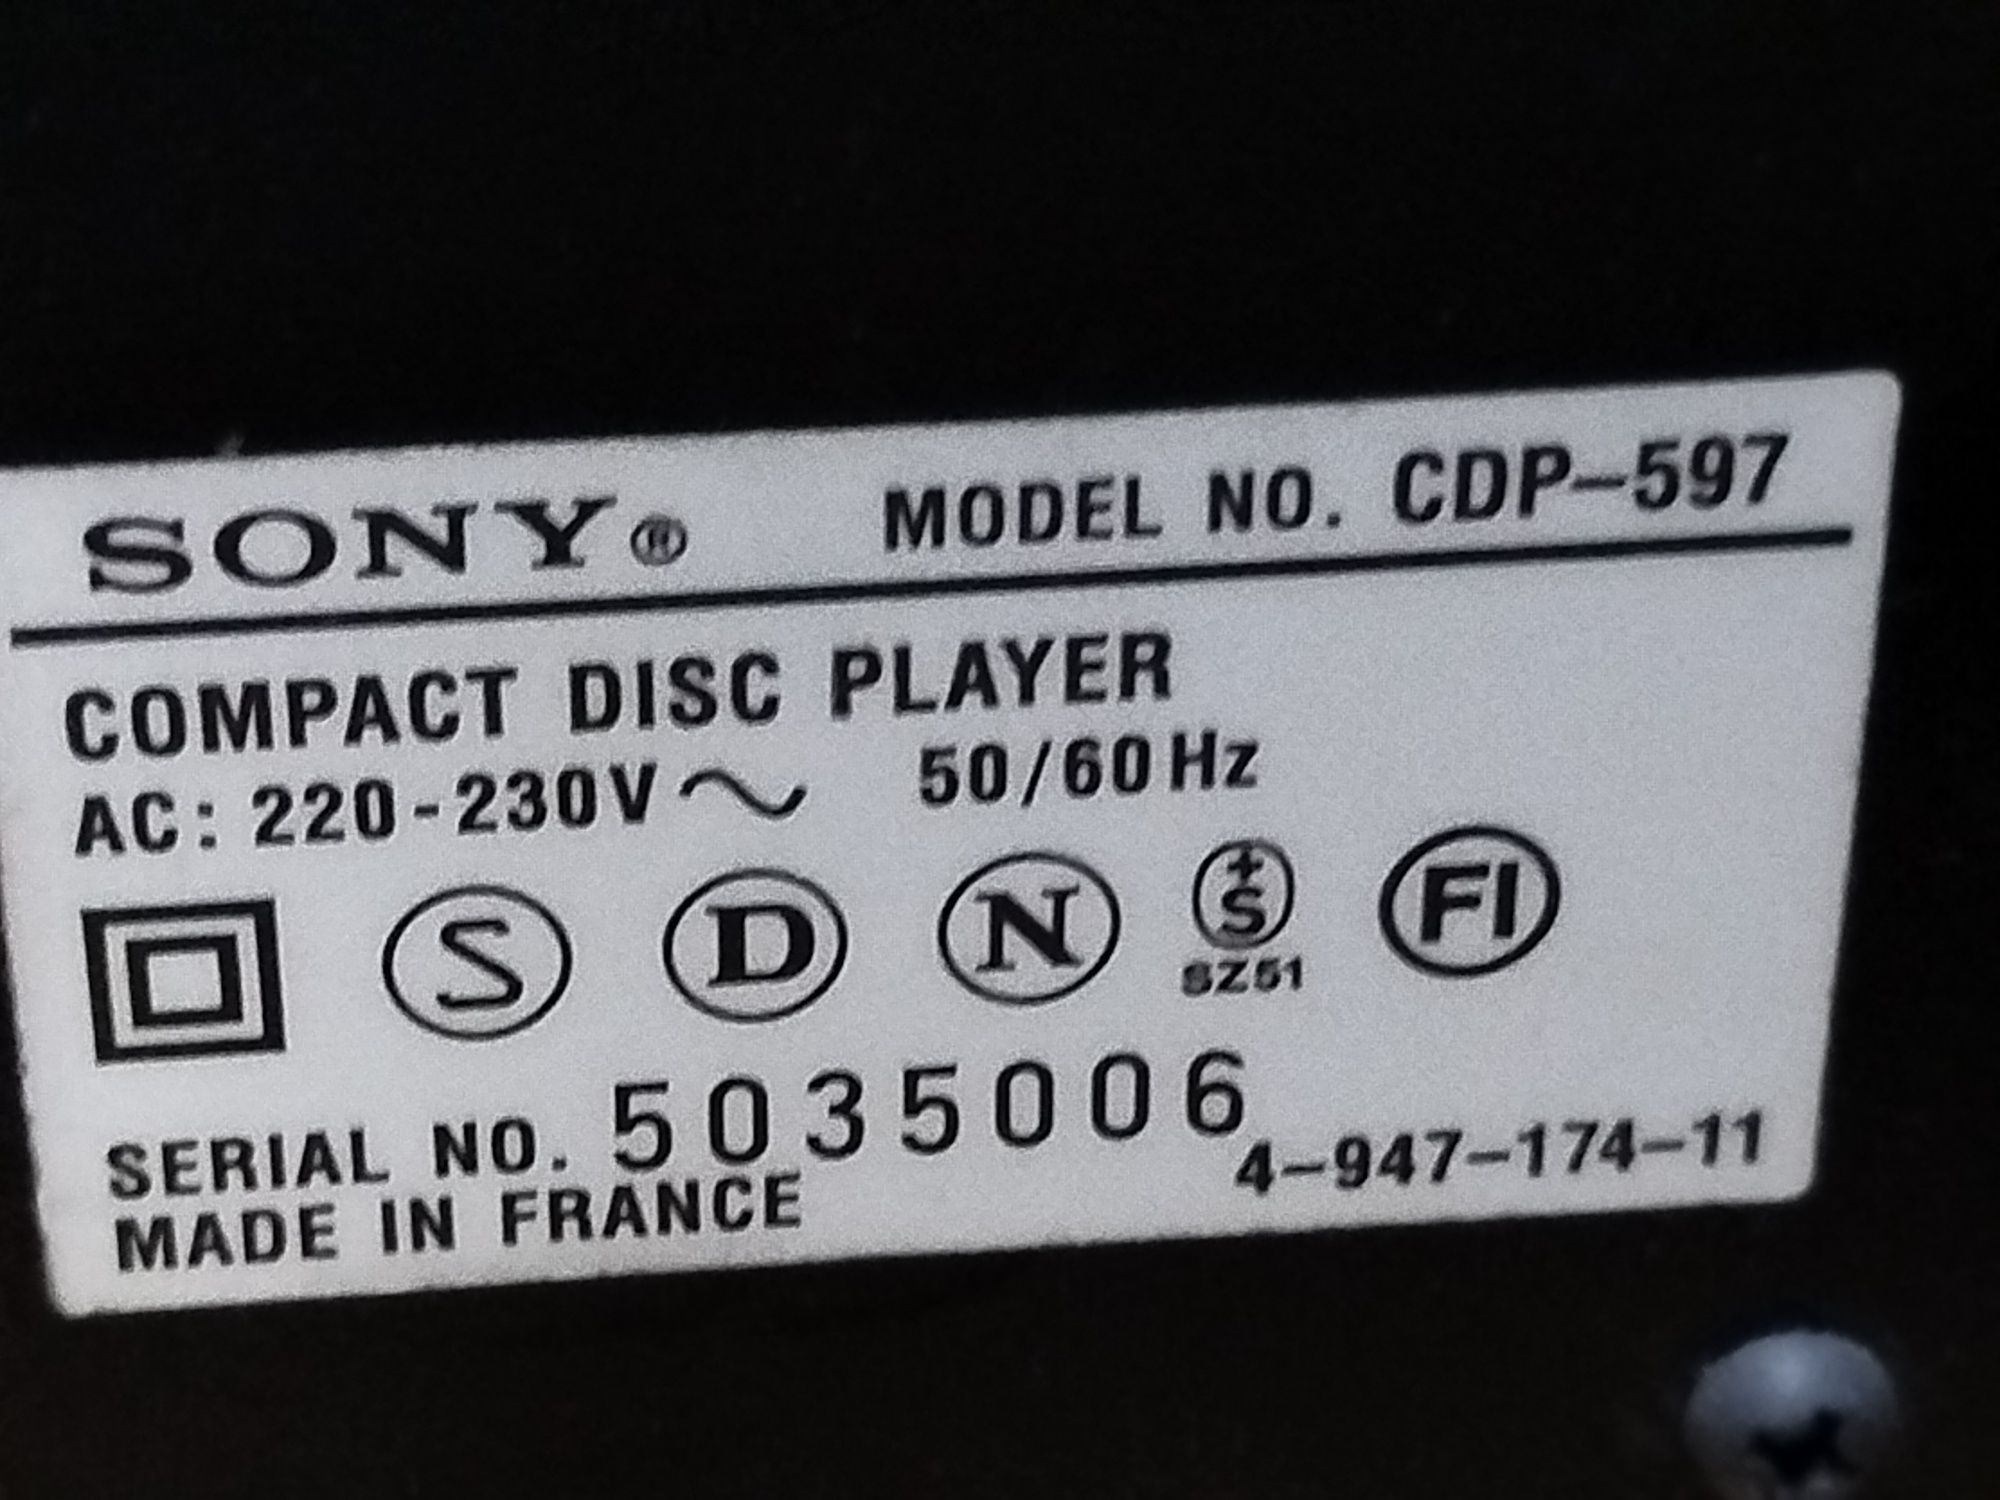 SONY® MODEL NO. CDP-597
COMPACT DISC PLAYER
AC: 220-230V~ 50/60Hz
S D N +S FI
SZ51
SERIAL NO. 5035006
4-947-174-11
MADE IN FRANCE